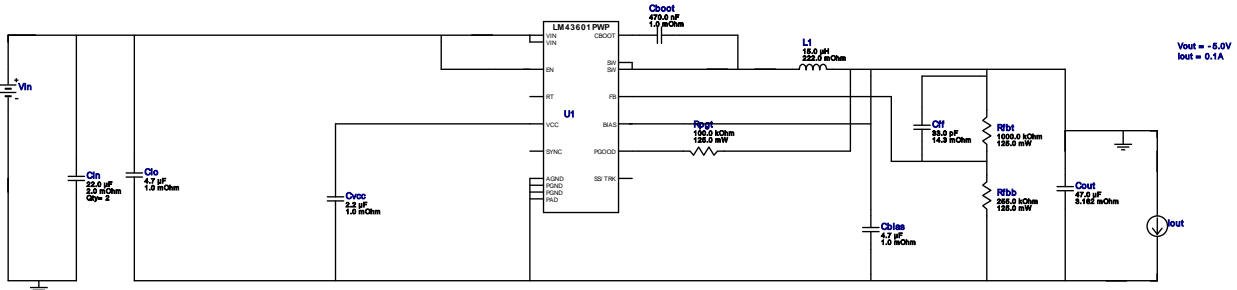 Cboot
470.0 nF
1.0 mOhm
LM43601PWP
VIN
VIN
EN
RT
VCC
SYNC
AGND
PGND
PGND
PAD
U1
CBOOT
SW
SW
FB
BIAS
PGOOD
SS/TRK
L1
15.0 µH
222.0 mOhm
Vout = -5.0V
Iout = 0.1A
Vin
Cin
22.0 µF
2.0 mOhm
Qty= 2
Cio
4.7 µF
1.0 mOhm
Cvcc
2.2 µF
1.0 mOhm
Rpgt
100.0 kOhm
125.0 mW
Cff
33.0 pF
14.3 mOhm
Rfbt
1000.0 kOhm
125.0 mW
Rfbb
255.0 kOhm
125.0 mW
Cbias
4.7 µF
1.0 mOhm
Cout
47.0 µF
3.162 mOhm
Iout